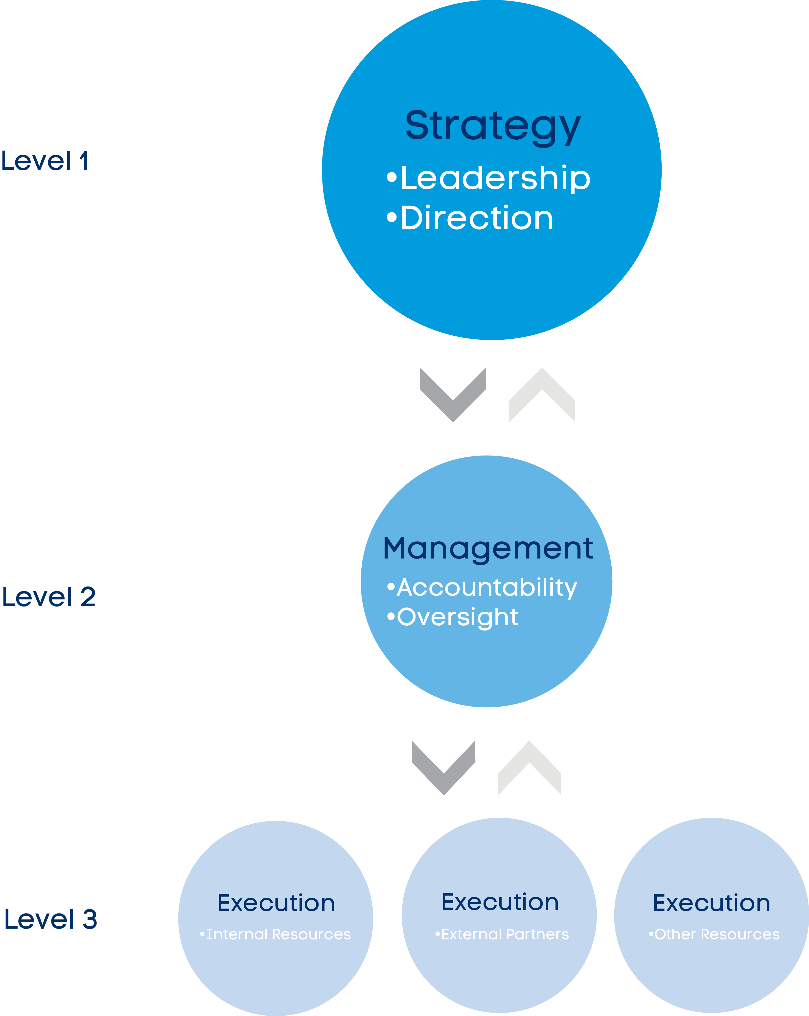 Level 1
Strategy
•Leadership
•Direction
Level 2
Management
•Accountability
•Oversight
Level 3
Execution
•Internal Resources
Execution
•External Partners
Execution
•Other Resources